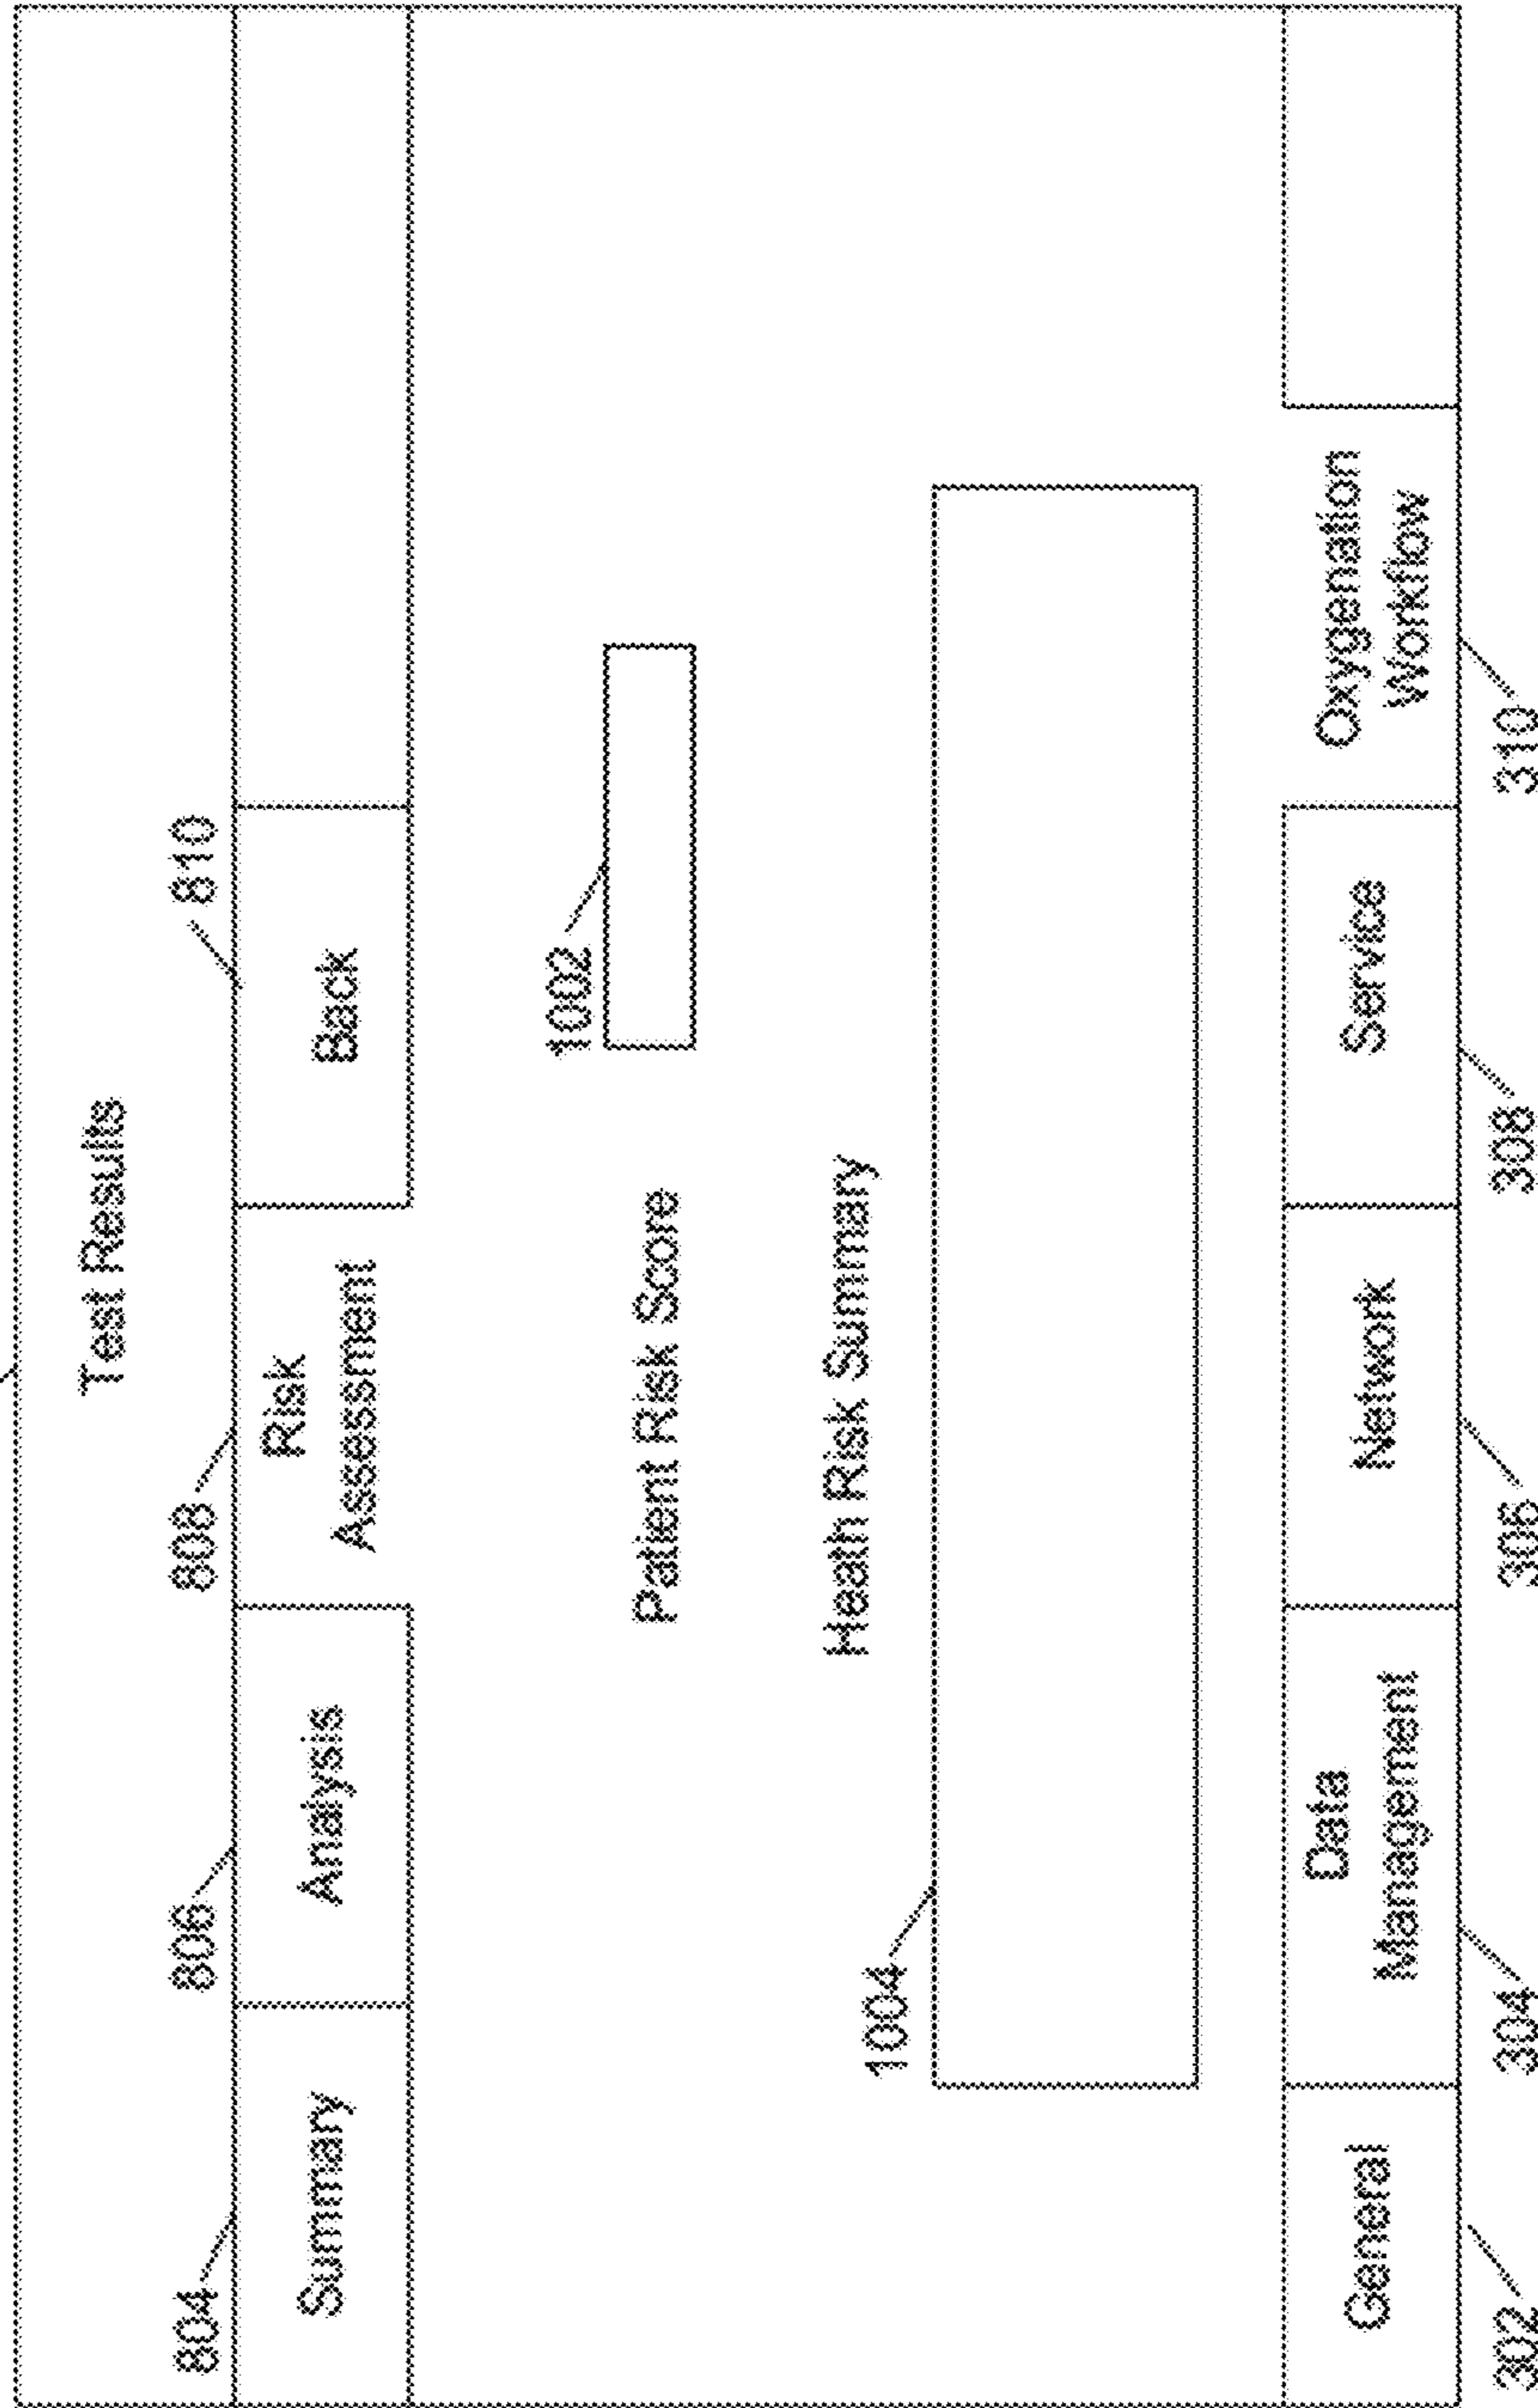 Test Results
804
806
808
810
Summary
Analysis
Risk
Assessment
Back
1002
Patient Risk Score
Heath Risk Summary
1004
General
Data
Management
Network
Service
Oxygenation
Workflow
302
304
306
308
310